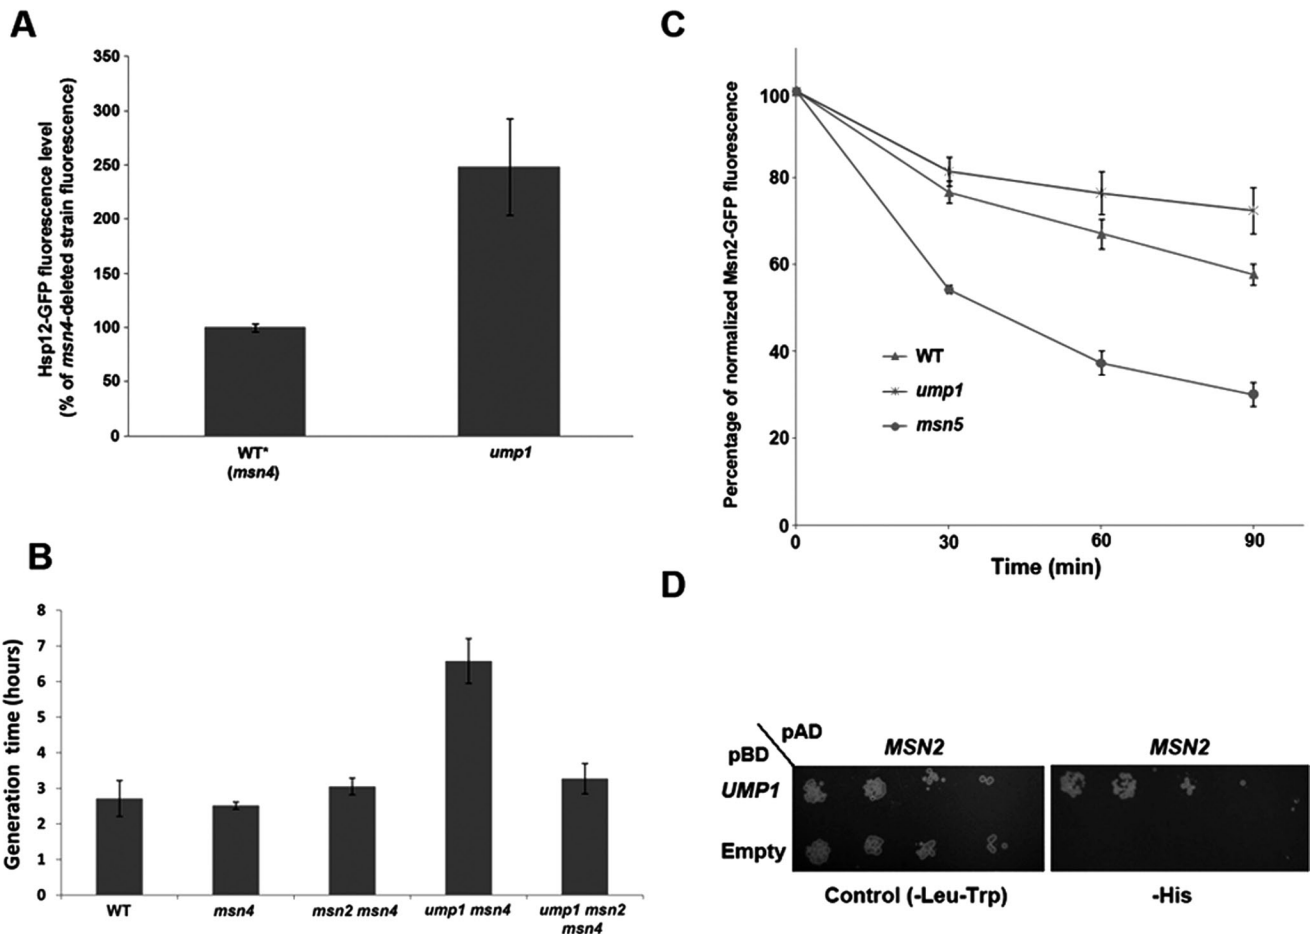 A
Hsp12-GFP fluorescence level
(% of msn4-deleted strain fluorescence)
350
300
250
200
150
100
50
0
WT*
(msn4)
ump1
B
Generation time (hours)
8
7
6
5
4
3
2
1
0
WT
msn4
msn2 msn4
ump1 msn4
ump1 msn2
msn4
C
Percentage of normalized Msn2-GFP fluorescence
100
80
60
40
20
0
WT
ump1
msn5
0
30
60
90
Time (min)
D
pAD
pBD
MSN2
MSN2
UMP1
Empty
Control (-Leu-Trp)
-His